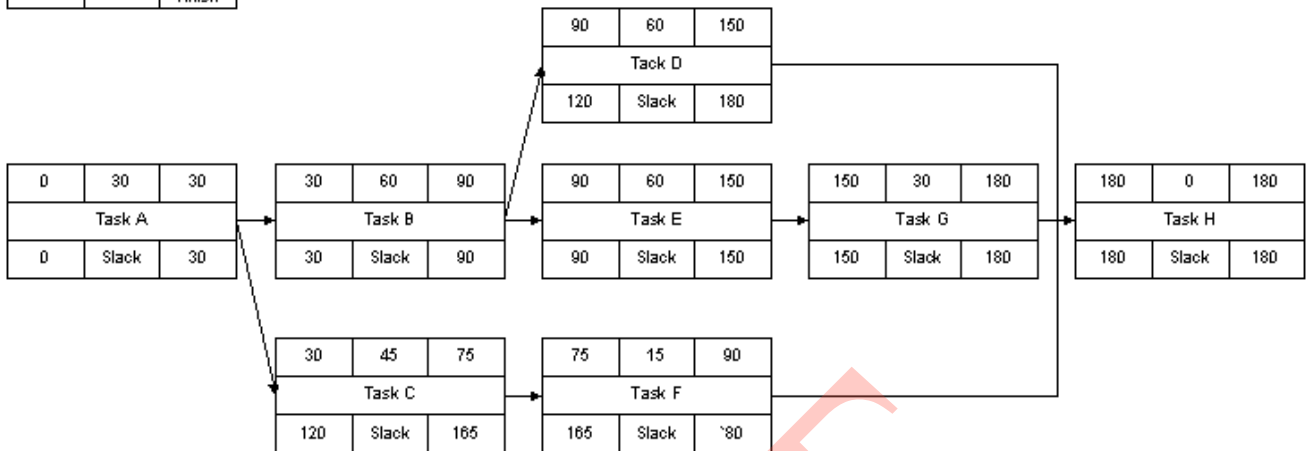 90 60 150
Tack D
120 Slack 180
0 30 30
Task A
0 Slack 30
30 60 90
Task B
30 Slack 90
90 60 150
Task E
90 Slack 150
150 30 180
Task G
150 Slack 180
180 0 180
Task H
180 Slack 180
30 45 75
Task C
120 Slack 165
75 15 90
Task F
165 Slack `80